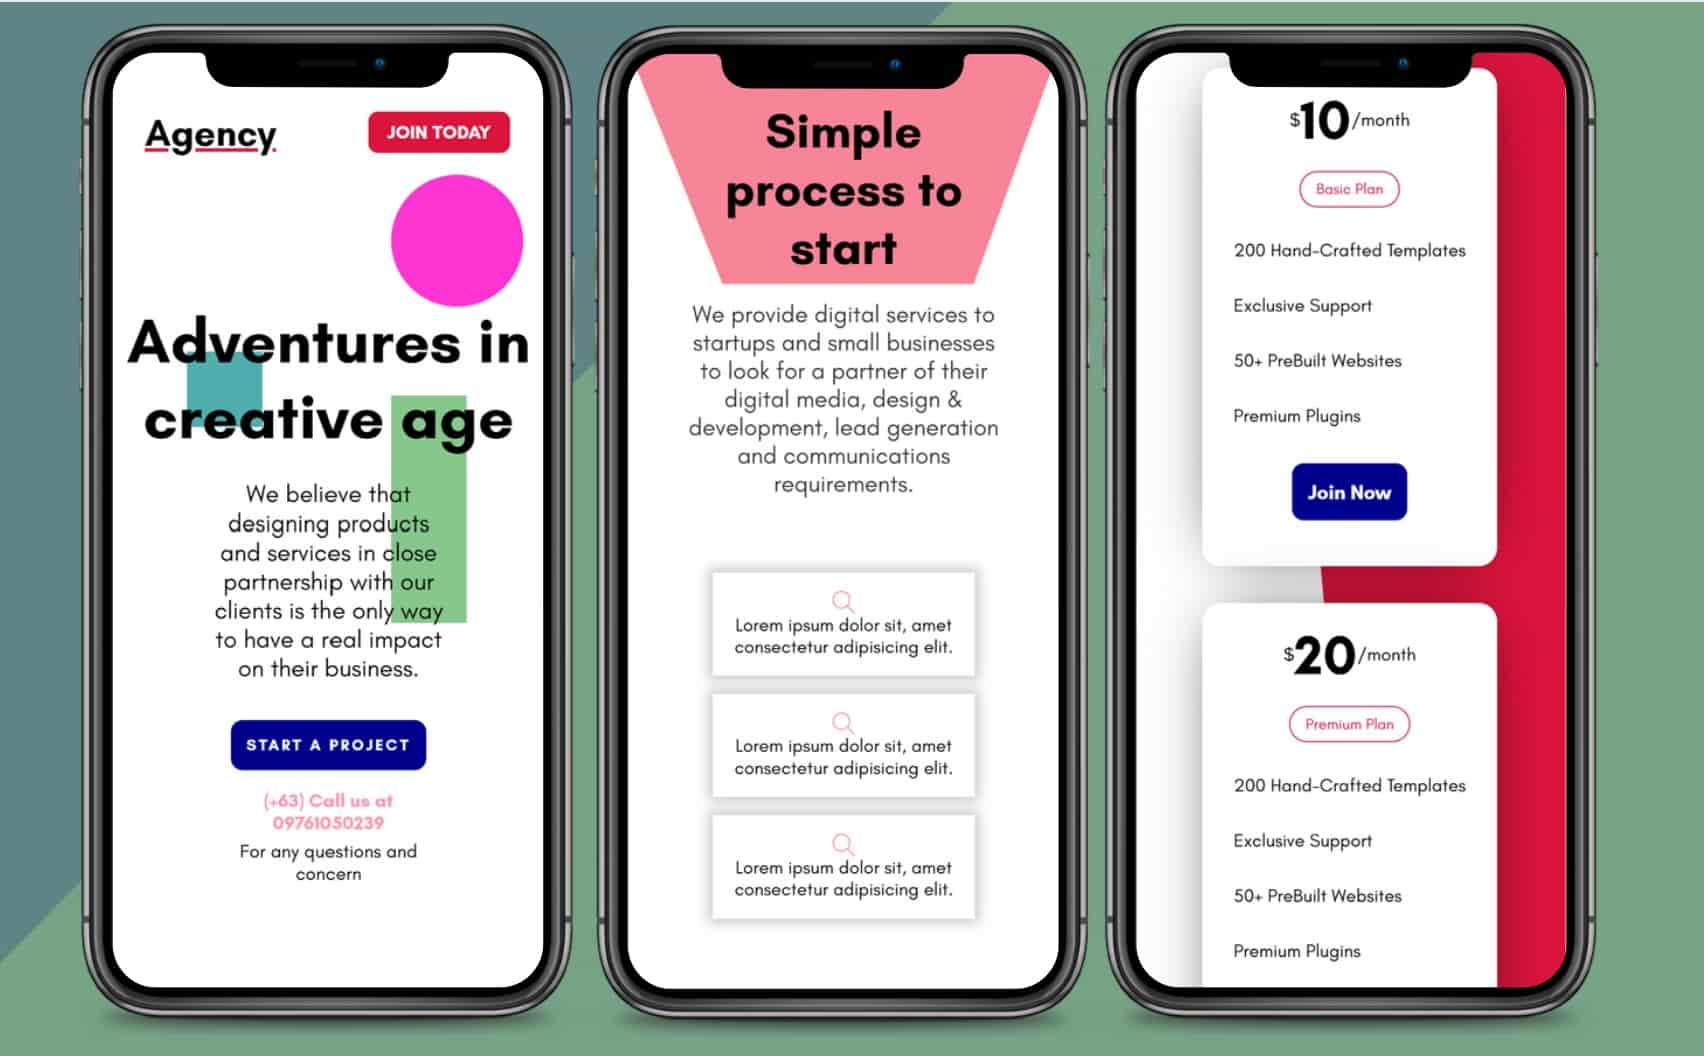 Agency
JOIN TODAY
Adventures in
creative age
We believe that
designing products
and services in close
partnership with our
clients is the only way
to have a real impact
on their business.
START A PROJECT
(+63) Call us at
09761050239
For any questions and
concern
Simple
process to
start
We provide digital services to
startups and small businesses
to look for a partner of their
digital media, design &
development, lead generation
and communications
requirements.
Lorem ipsum dolor sit, amet
consectetur adipisicing elit.
Lorem ipsum dolor sit, amet
consectetur adipisicing elit.
Lorem ipsum dolor sit, amet
consectetur adipisicing elit.
$10/month
Basic Plan
200 Hand-Crafted Templates
Exclusive Support
50+ PreBuilt Websites
Premium Plugins
Join Now
$20/month
Premium Plan
200 Hand-Crafted Templates
Exclusive Support
50+ PreBuilt Websites
Premium Plugins